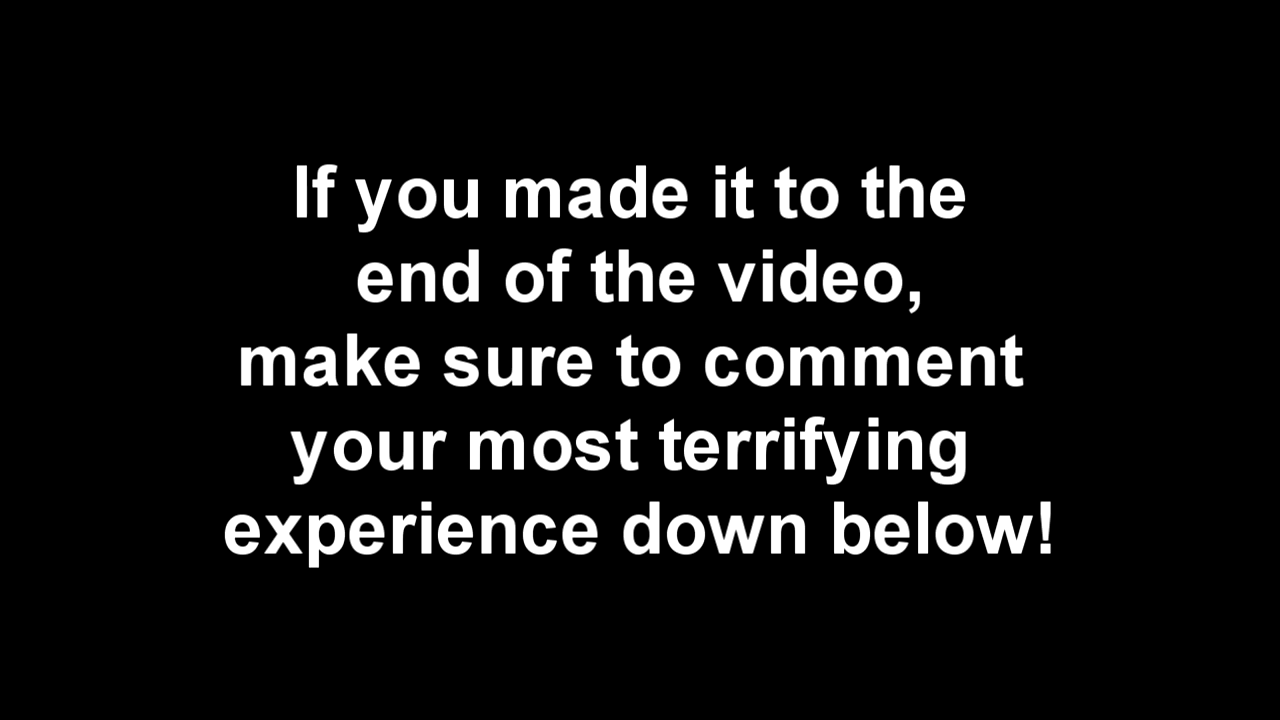 If you made it to the
end of the video,
make sure to comment
your most terrifying
experience down below!